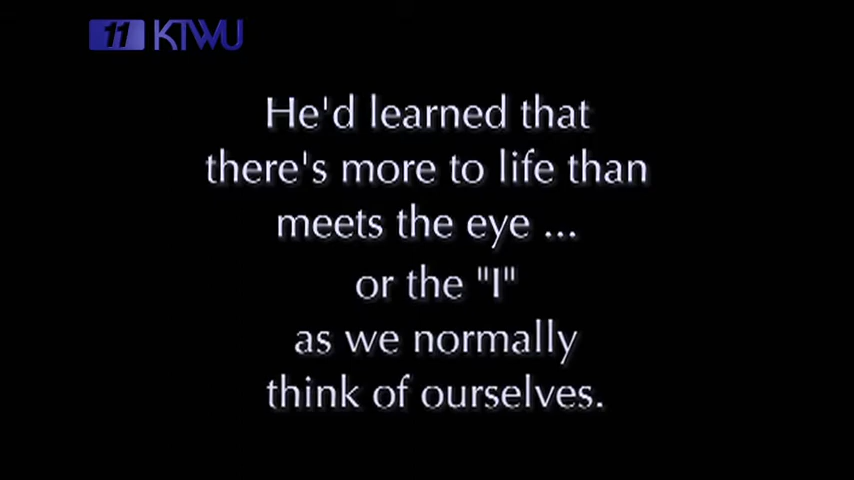 11 KTWU
He'd learned that
there's more to life than
meets the eye ...
or the "I"
as we normally
think of ourselves.